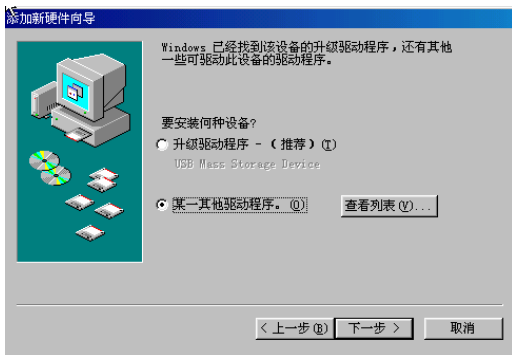 添加新硬件向导
Windows 已经找到该设备的升级驱动程序，还有其他
一些可驱动此设备的驱动程序。
要安装何种设备?
升级驱动程序 - (推荐) (I)
USB Mass Storage Device
某一其他驱动程序。(O)
查看列表(V)...
< 上一步(B)
下一步 >
取消